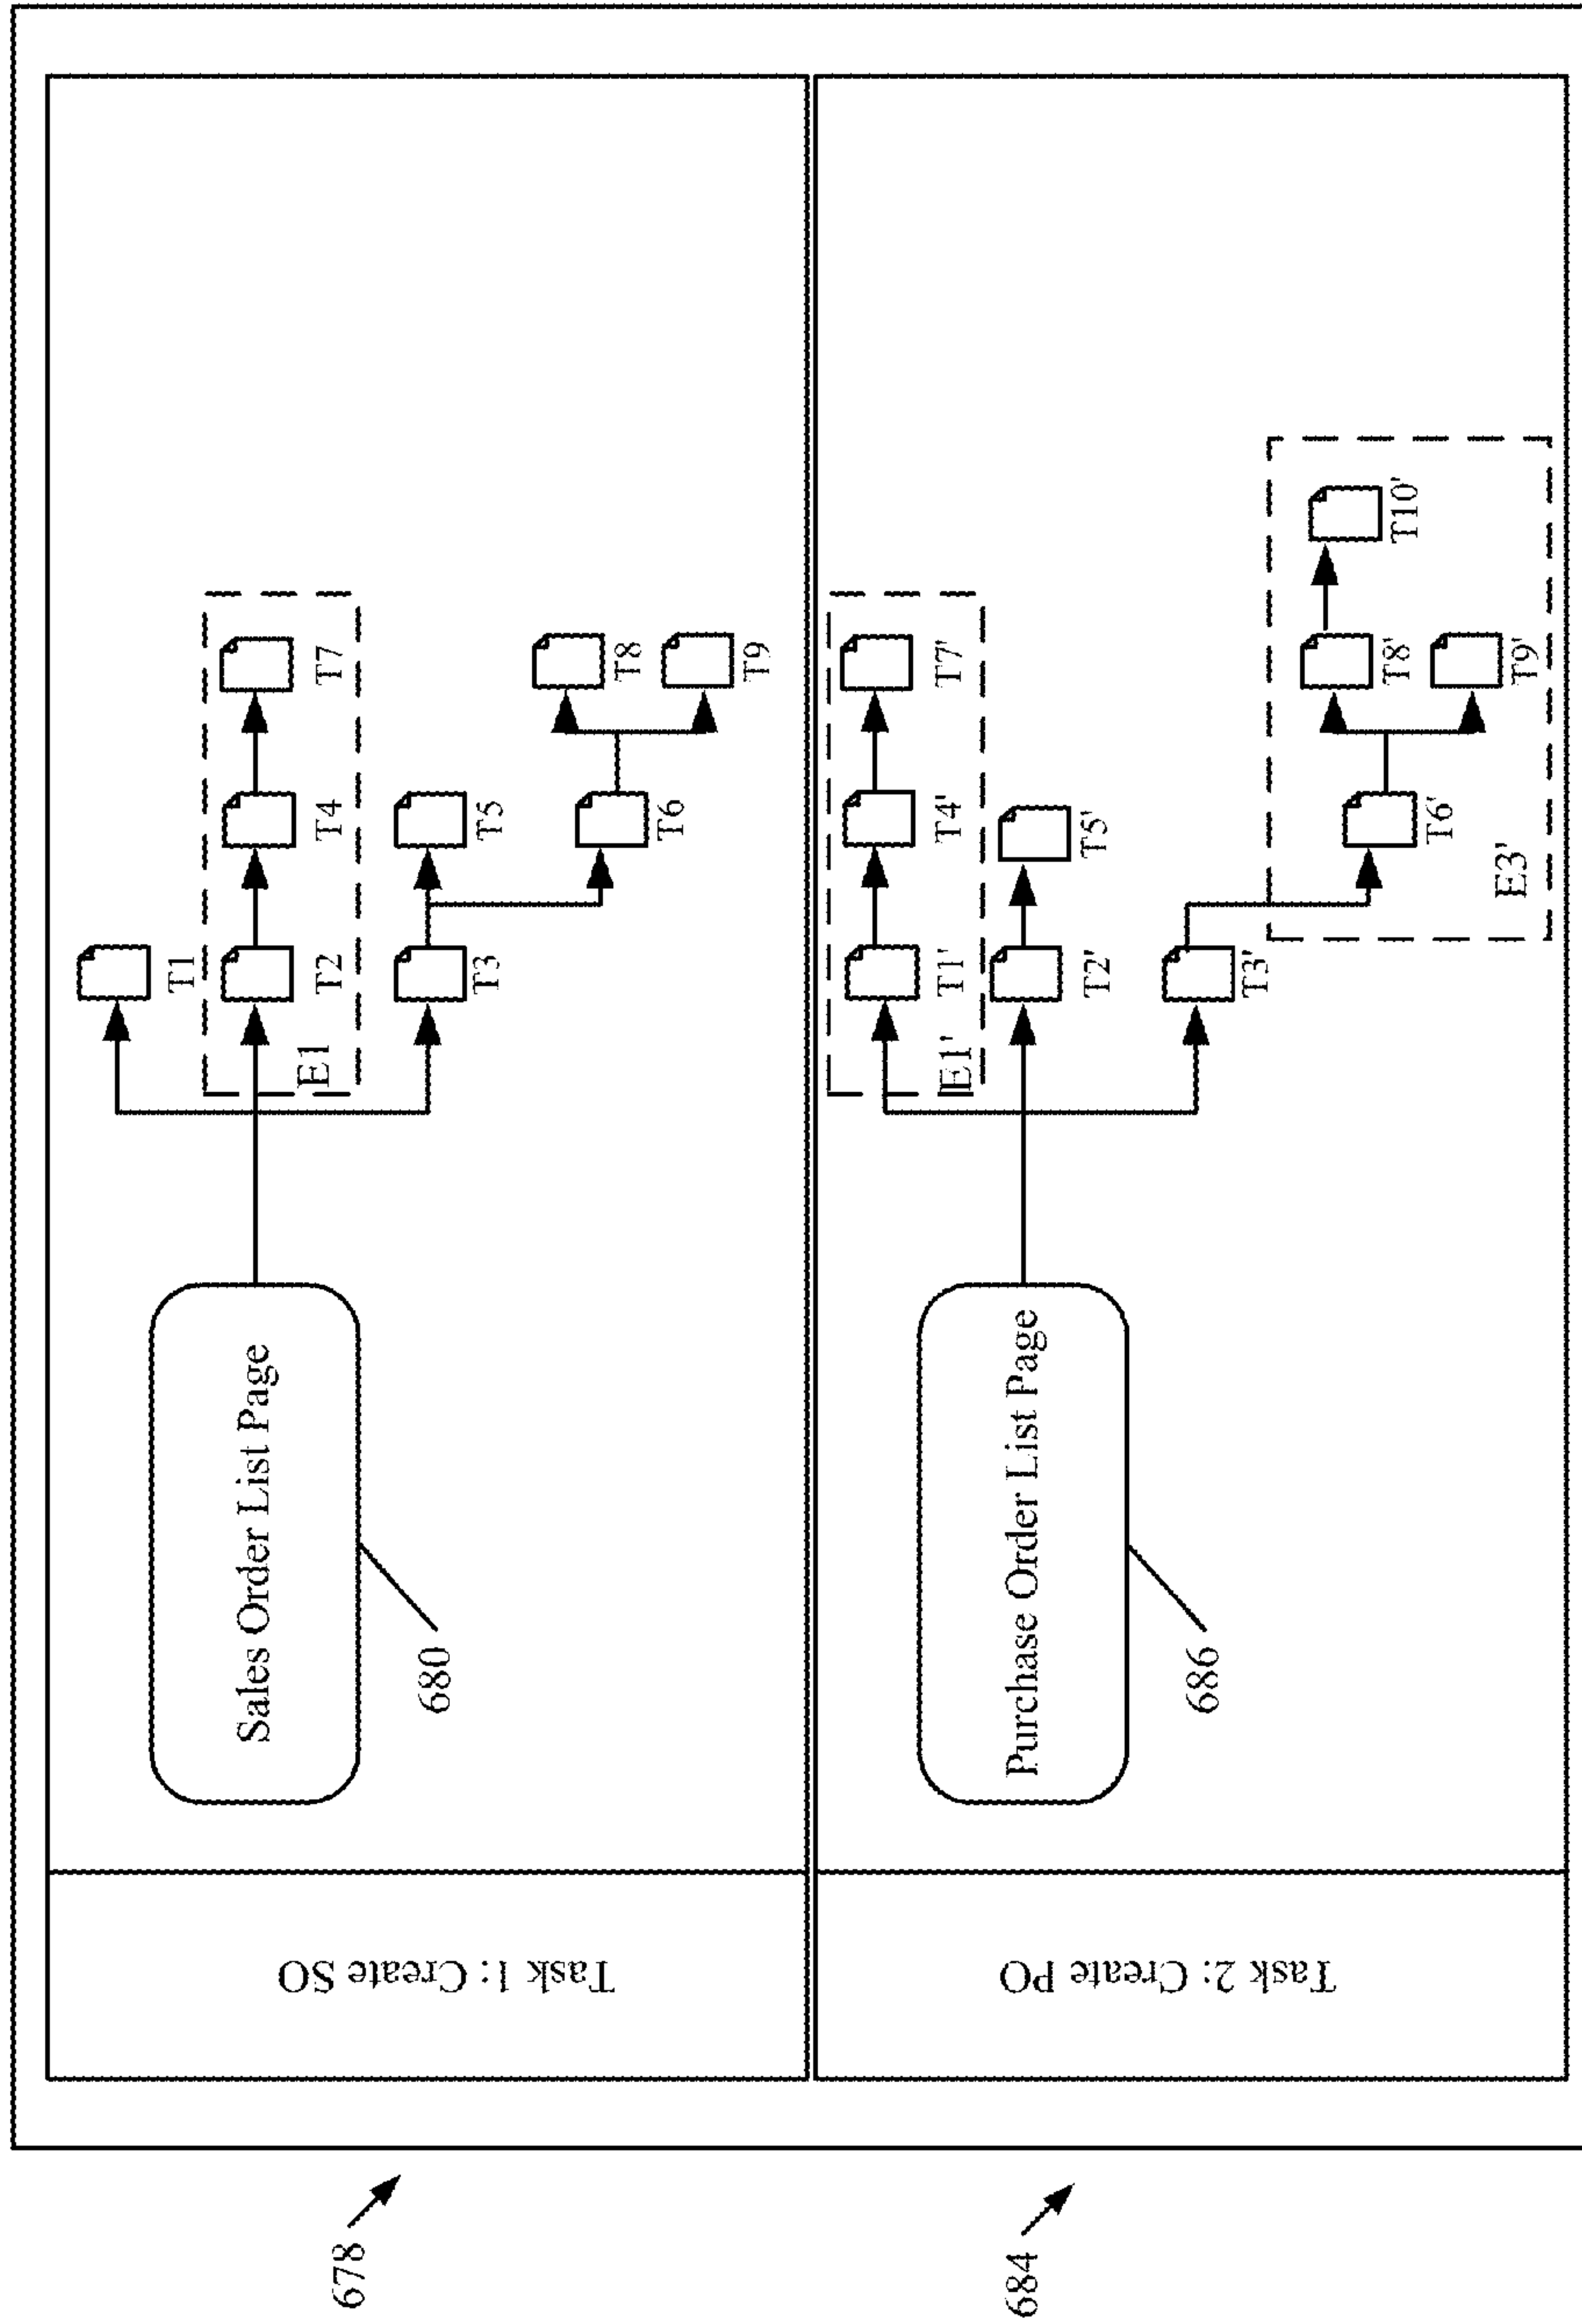 678
Task 1: Create SO
Sales Order List Page
680
E1
T1
T2
T4
T7
T3
T5
T6
T8
T9
684
Task 2: Create PO
Purchase Order List Page
686
E1'
T1'
T4'
T7'
T2'
T5'
T3'
T6'
T8'
T10'
T9'
E3'